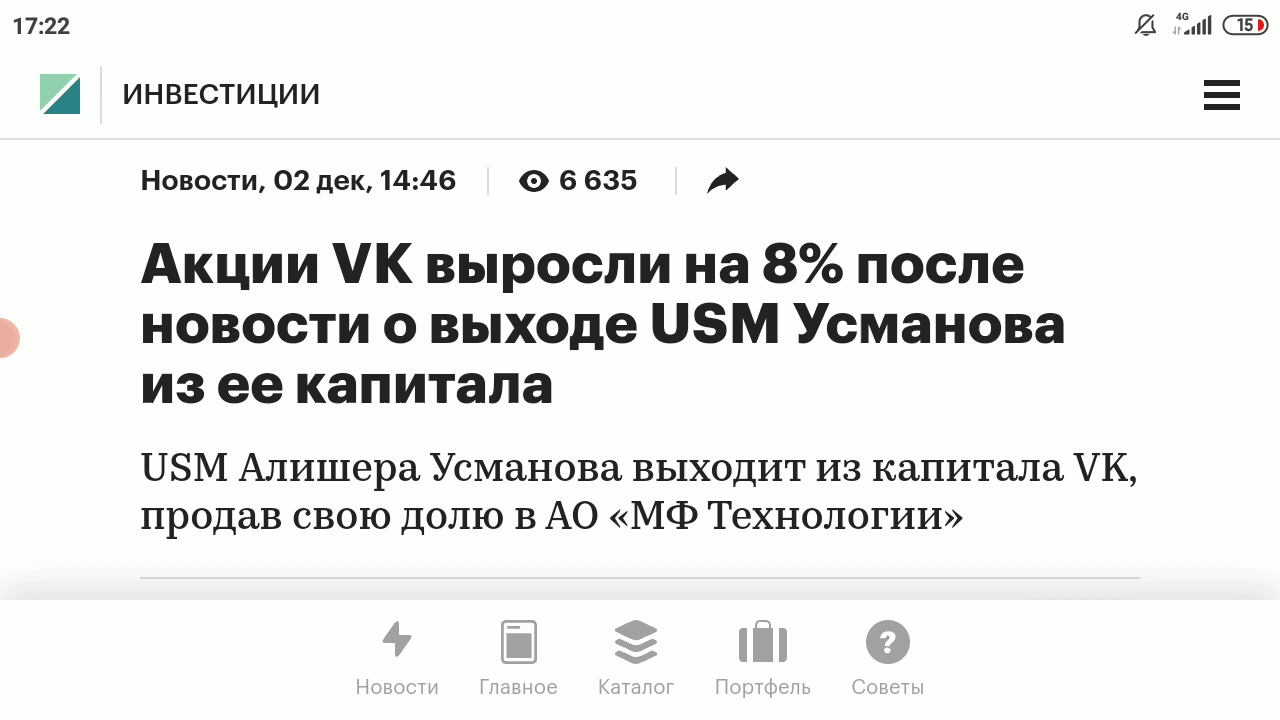 17:22
4G 15
ИНВЕСТИЦИИ
Новости, 02 дек, 14:46 6 635
Акции VK выросли на 8% после
новости о выходе USM Усманова
из ее капитала
USM Алишера Усманова выходит из капитала VK,
продав свою долю в АО «МФ Технологии»
Новости Главное Каталог Портфель Советы